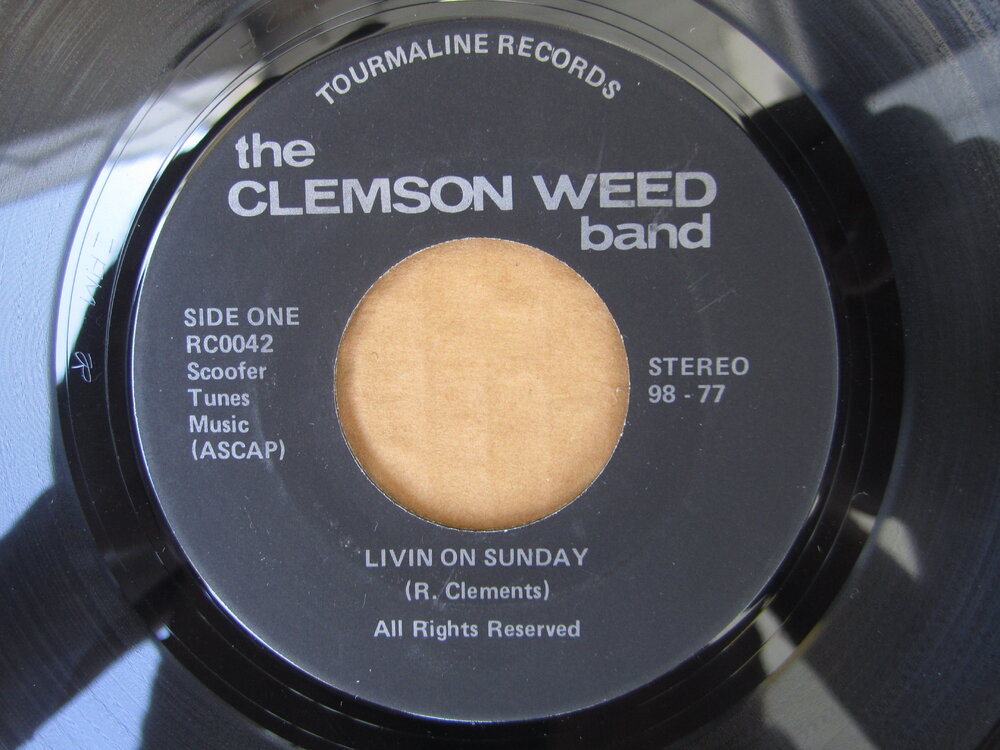 TOURMALINE RECORDS
the
CLEMSON WEED
band
SIDE ONE
RC0042
Scoofer
Tunes
Music
(ASCAP)
STEREO
98 - 77
LIVIN ON SUNDAY
(R. Clements)
All Rights Reserved